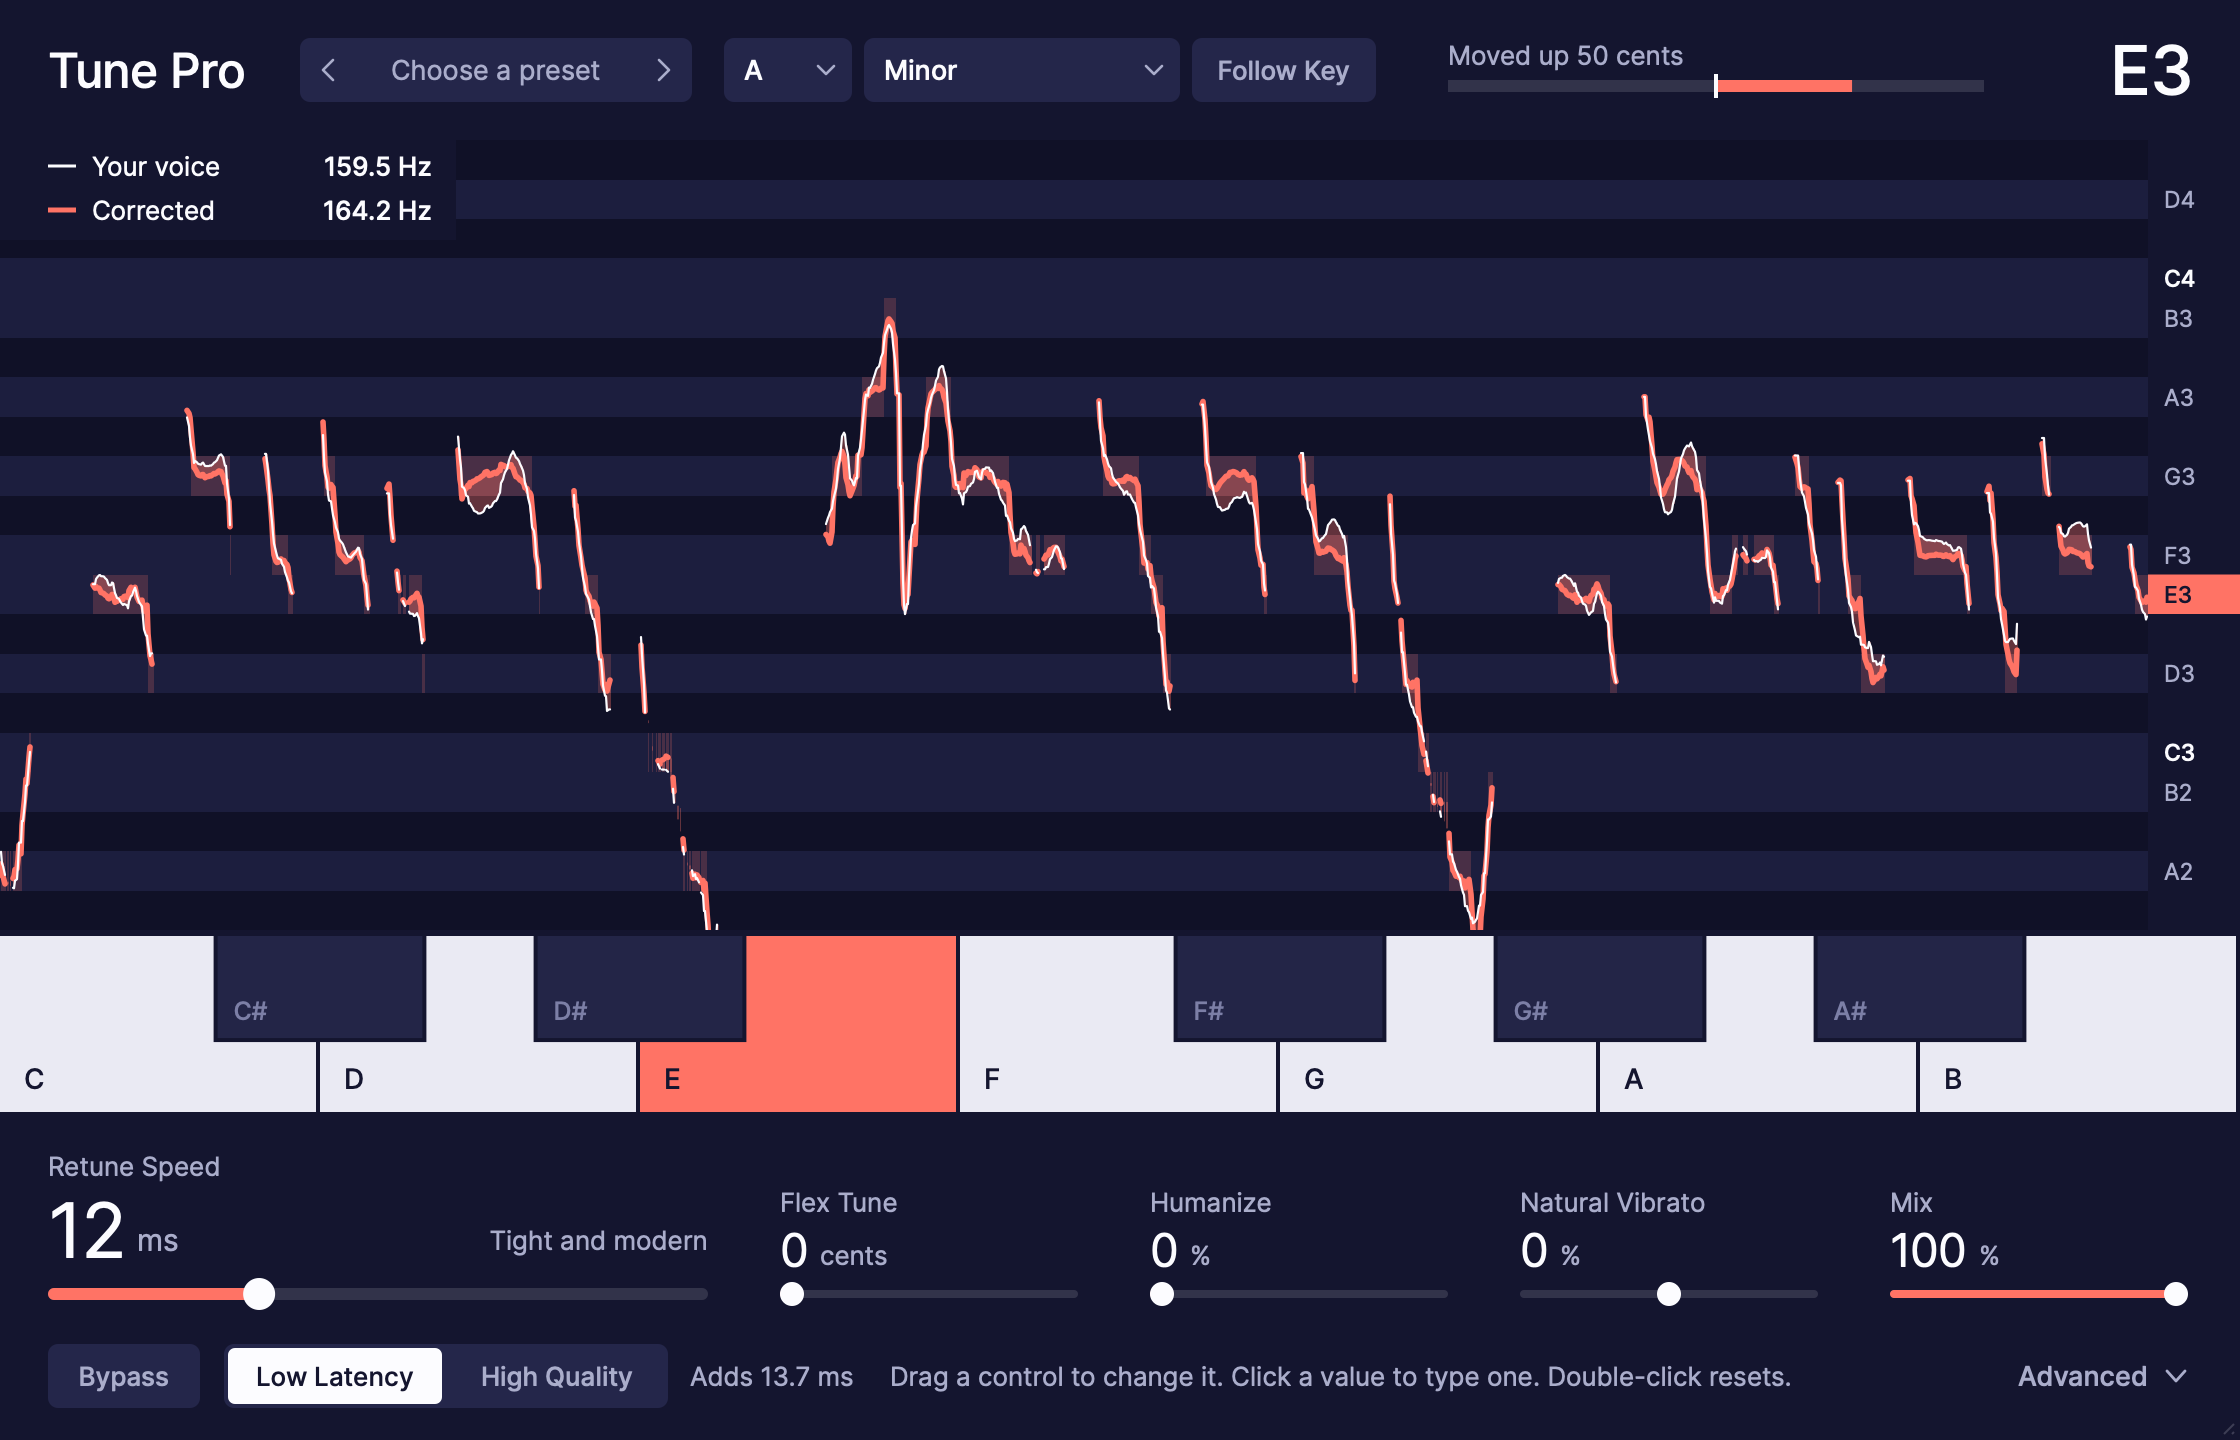 Tune Pro
Choose a preset
A
Minor
Follow Key
Moved up 50 cents
E3
Your voice 159.5 Hz
Corrected 164.2 Hz
D4
C4
B3
A3
G3
F3
E3
D3
C3
B2
A2
C# D# F# G# A#
C D E F G A B
Retune Speed
12 ms
Tight and modern
Flex Tune
0 cents
Humanize
0 %
Natural Vibrato
0 %
Mix
100 %
Bypass
Low Latency
High Quality
Adds 13.7 ms
Drag a control to change it. Click a value to type one. Double-click resets.
Advanced